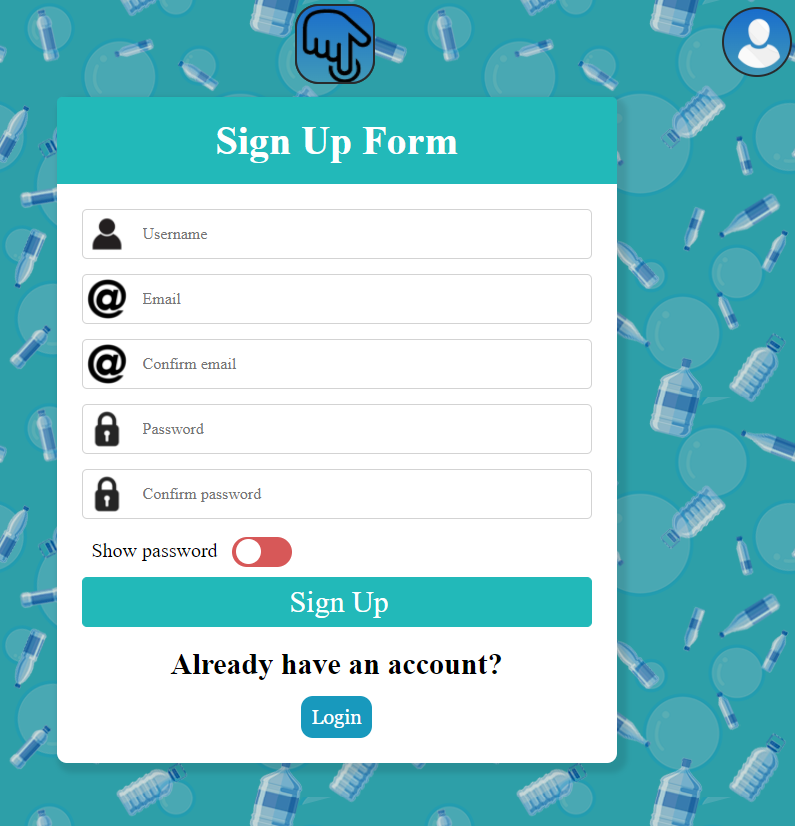 Sign Up Form
Username
Email
Confirm email
Password
Confirm password
Show password
Sign Up
Already have an account?
Login